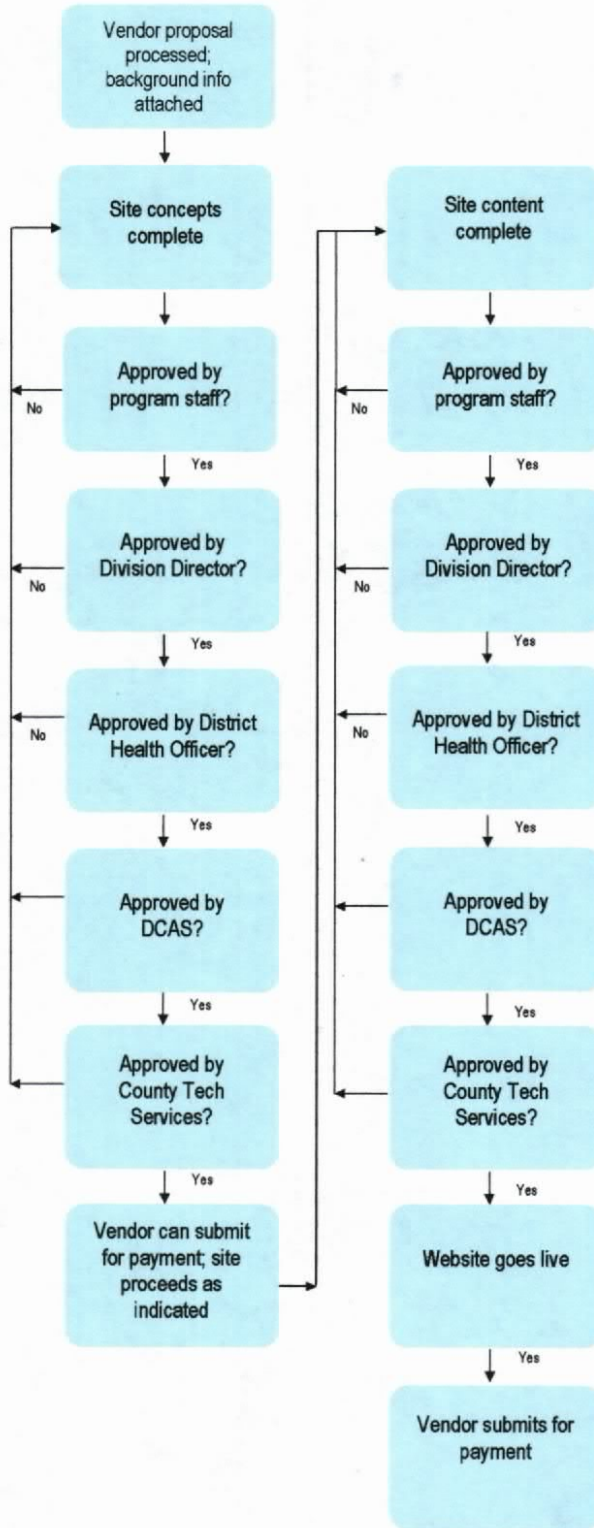 Vendor proposal
processed;
background info
attached
Site concepts
complete
Approved by
program staff?
No
Yes
Approved by
Division Director?
No
Yes
Approved by District
Health Officer?
No
Yes
Approved by
DCAS?
Yes
Approved by
County Tech
Services?
Yes
Vendor can submit
for payment; site
proceeds as
indicated
Site content
complete
Approved by
program staff?
No
Yes
Approved by
Division Director?
No
Yes
Approved by District
Health Officer?
No
Yes
Approved by
DCAS?
Yes
Approved by
County Tech
Services?
Yes
Website goes live
Yes
Vendor submits for
payment